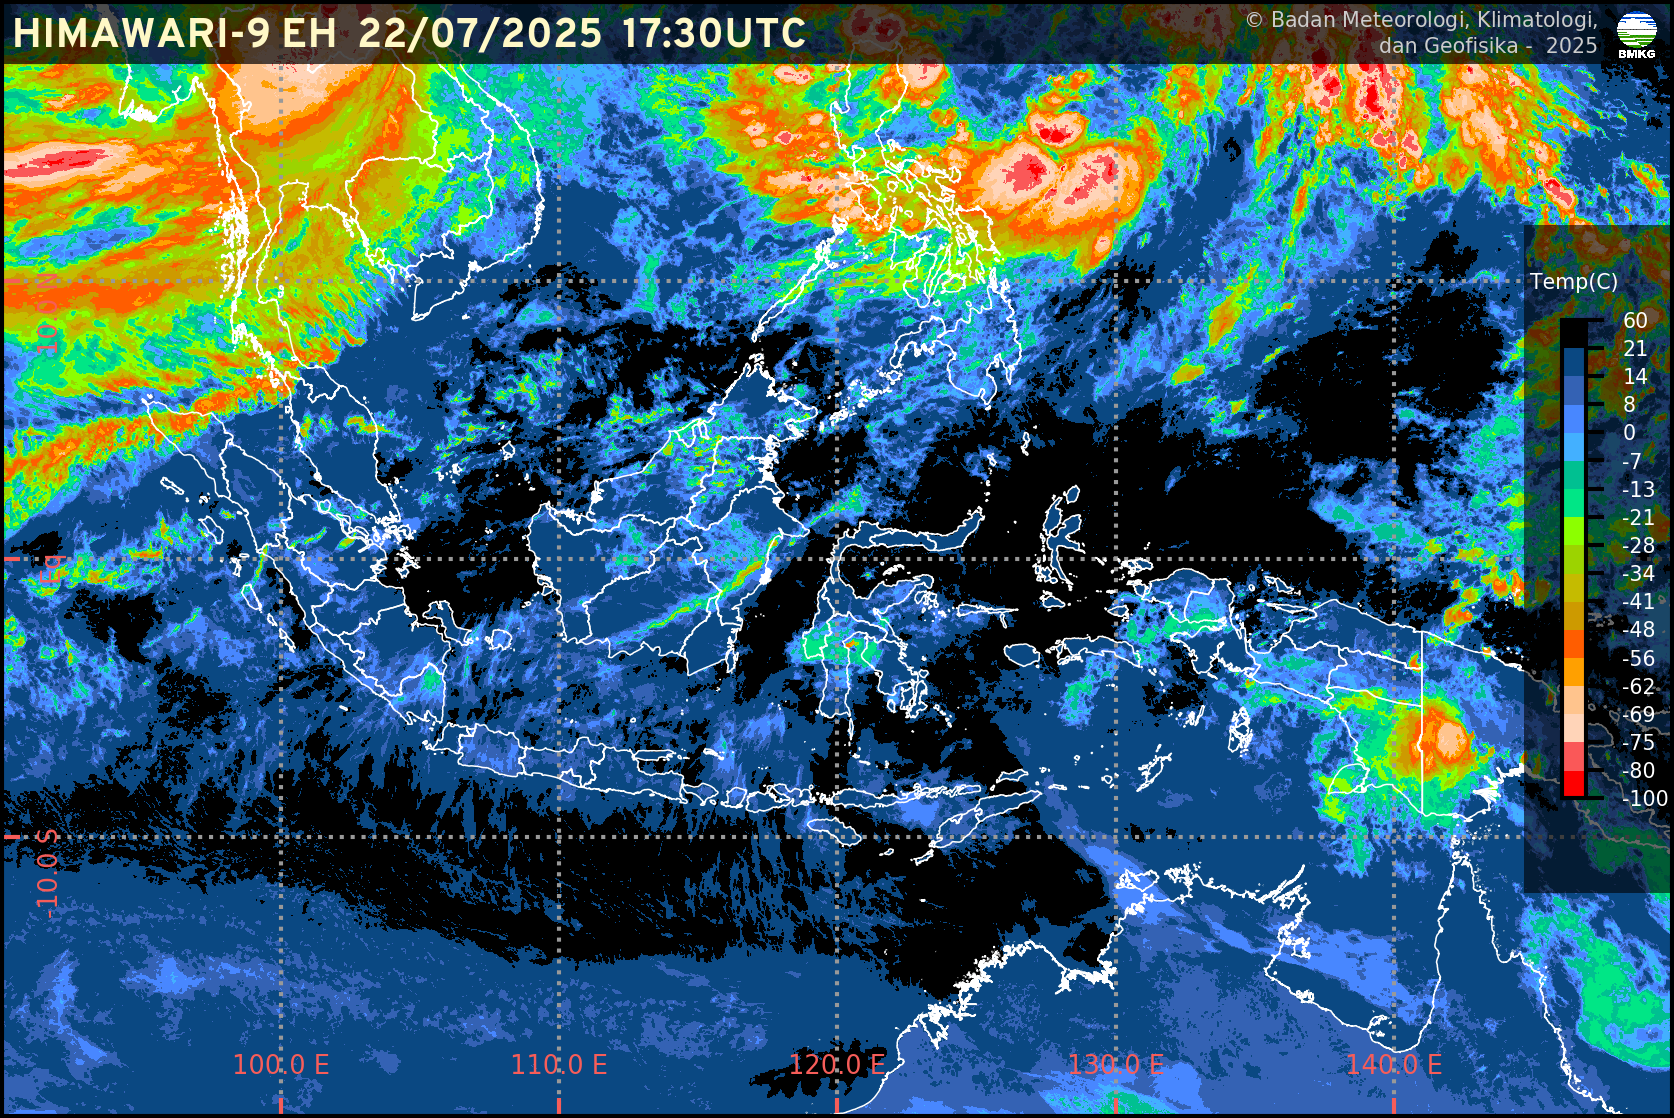 HIMAWARI-9 EH 22/07/2025 17:30UTC
© Badan Meteorologi, Klimatologi,
dan Geofisika - 2025
BMKG
Temp(C)
60
21
14
8
0
-7
-13
-21
-28
-34
-41
-48
-56
-62
-69
-75
-80
-100
10.0 N
Eq
-10.0 S
100.0 E
110.0 E
120.0 E
130.0 E
140.0 E